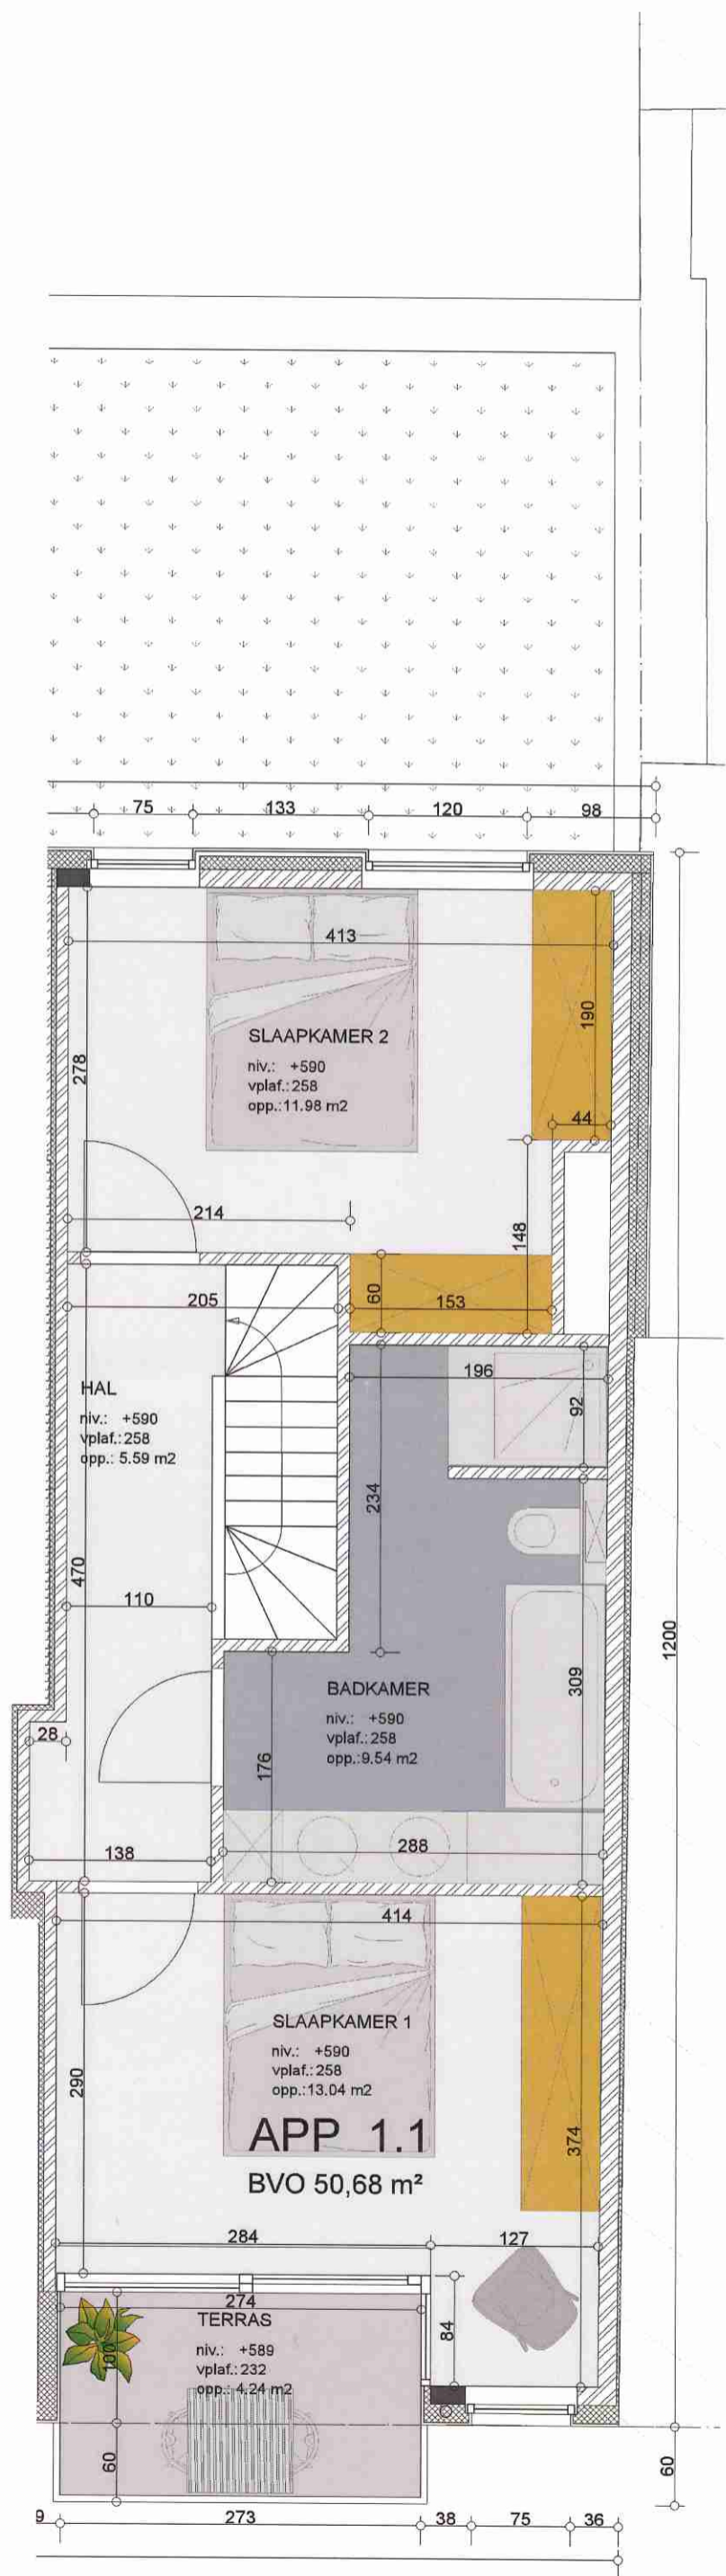 75 133 120 98
413
190
278
SLAAPKAMER 2
niv.: +590
vplaf.: 258
opp.:11.98 m2
44
214
148
60
205
153
196
92
HAL
niv.: +590
vplaf.: 258
opp.: 5.59 m2
234
470
110
1200
309
BADKAMER
niv.: +590
vplaf.: 258
opp.:9.54 m2
28
176
138
288
414
SLAAPKAMER 1
niv.: +590
vplaf.: 258
opp.:13.04 m2
290
374
APP 1.1
BVO 50,68 m²
284 127
274
TERRAS
84
niv.: +589
vplaf.: 232
opp.: 4.24 m2
100
60
60
9 273 38 75 36